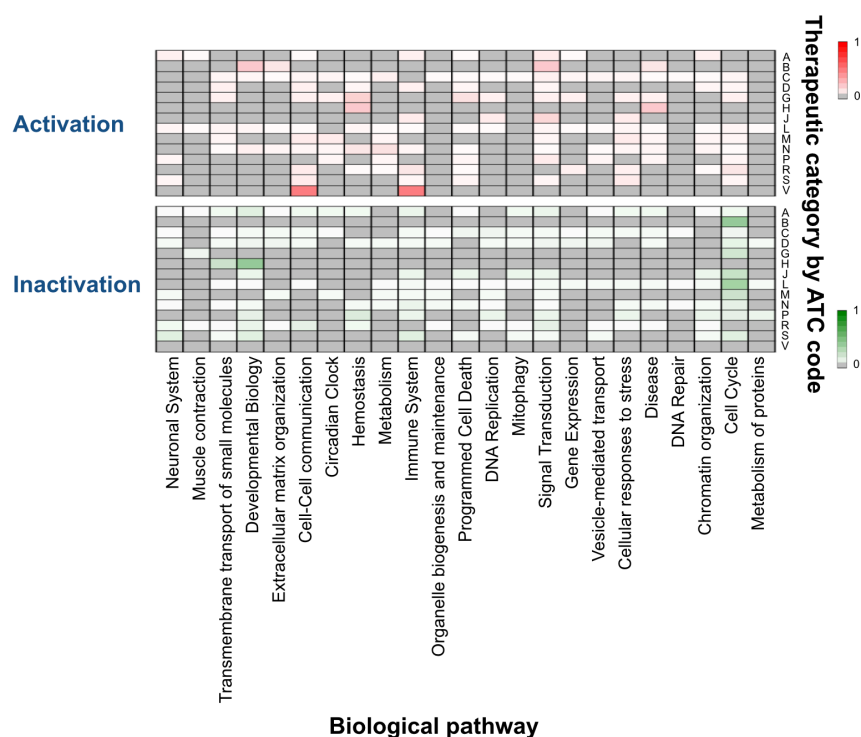 Therapeutic category by ATC code
Activation
A
B
C
D
G
H
J
L
M
N
P
R
S
V
1
0
Inactivation
A
B
C
D
G
H
J
L
M
N
P
R
S
V
1
0
Neuronal System
Muscle contraction
Transmembrane transport of small molecules
Developmental Biology
Extracellular matrix organization
Cell-Cell communication
Circadian Clock
Hemostasis
Metabolism
Immune System
Organelle biogenesis and maintenance
Programmed Cell Death
DNA Replication
Mitophagy
Signal Transduction
Gene Expression
Vesicle-mediated transport
Cellular responses to stress
Disease
DNA Repair
Chromatin organization
Cell Cycle
Metabolism of proteins
Biological pathway